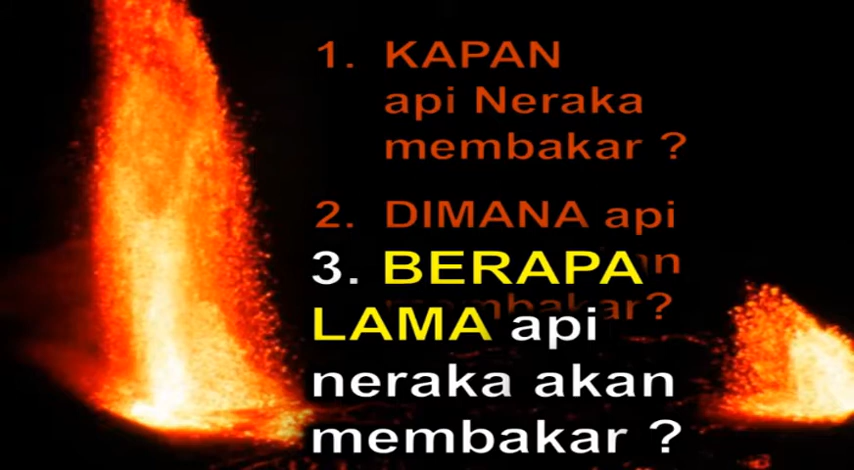 1. KAPAN
api Neraka
membakar ?
2. DIMANA api
3. BERAPA
LAMA api
neraka akan
membakar ?